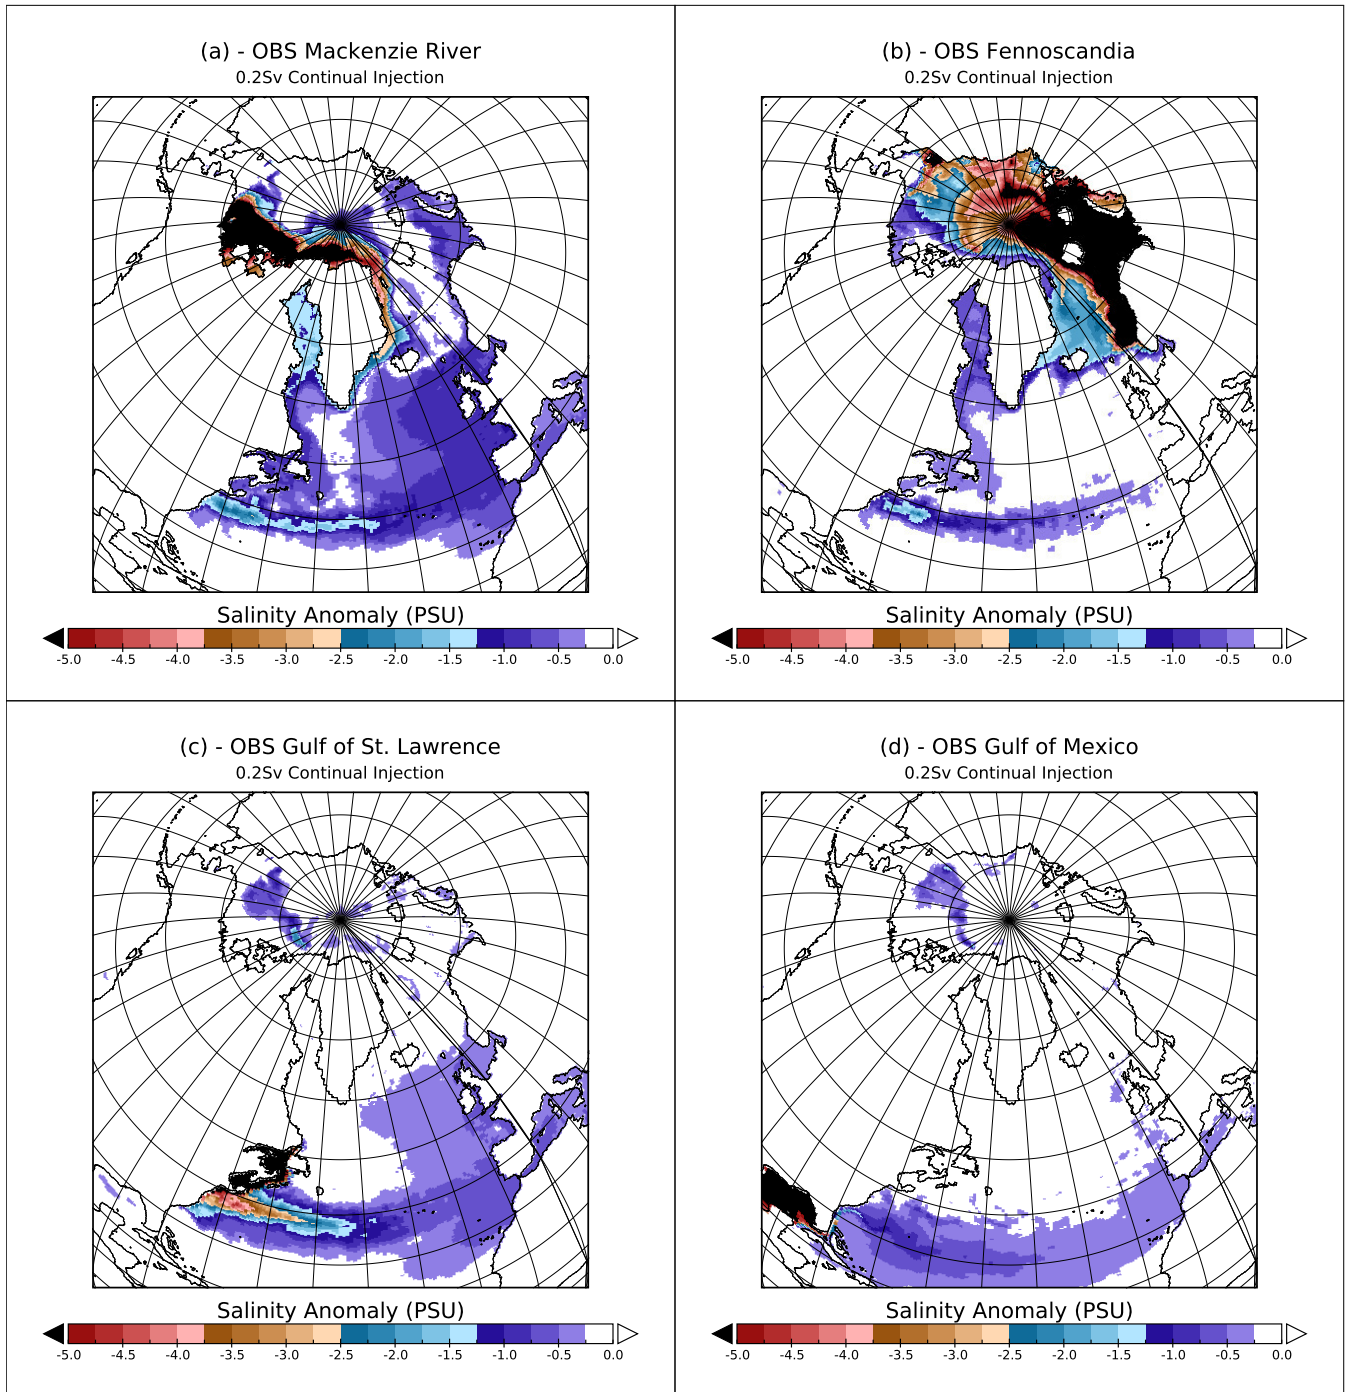 (a) - OBS Mackenzie River
0.2Sv Continual Injection
Salinity Anomaly (PSU)
-5.0 -4.5 -4.0 -3.5 -3.0 -2.5 -2.0 -1.5 -1.0 -0.5 0.0
(b) - OBS Fennoscandia
0.2Sv Continual Injection
Salinity Anomaly (PSU)
-5.0 -4.5 -4.0 -3.5 -3.0 -2.5 -2.0 -1.5 -1.0 -0.5 0.0
(c) - OBS Gulf of St. Lawrence
0.2Sv Continual Injection
Salinity Anomaly (PSU)
-5.0 -4.5 -4.0 -3.5 -3.0 -2.5 -2.0 -1.5 -1.0 -0.5 0.0
(d) - OBS Gulf of Mexico
0.2Sv Continual Injection
Salinity Anomaly (PSU)
-5.0 -4.5 -4.0 -3.5 -3.0 -2.5 -2.0 -1.5 -1.0 -0.5 0.0